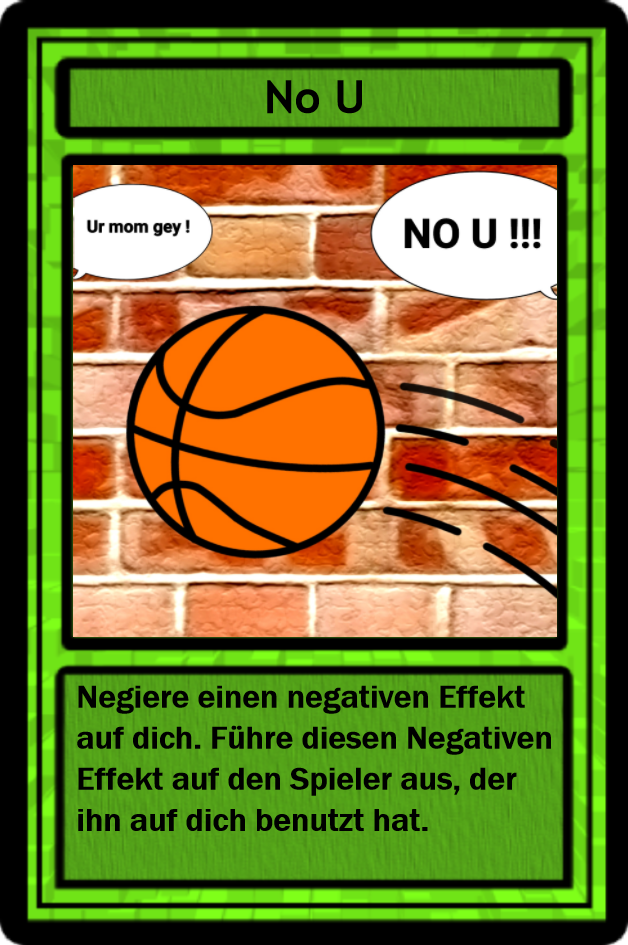 No U
Ur mom gey !
NO U !!!
Negiere einen negativen Effekt
auf dich. Führe diesen Negativen
Effekt auf den Spieler aus, der
ihn auf dich benutzt hat.